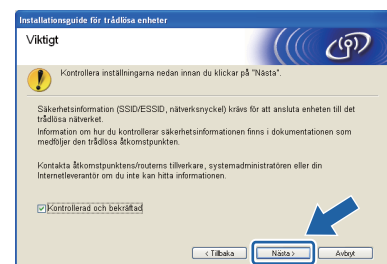 Installationsguide för trådlösa enheter
Viktigt
Kontrollera inställningarna nedan innan du klickar på "Nästa".
Säkerhetsinformation (SSID/ESSID, nätverksnyckel) krävs för att ansluta enheten till det
trådlösa nätverket.
Information om hur du kontrollerar säkerhetsinformationen finns i dokumentationen som
medföljer den trådlösa åtkomstpunkten.
Kontakta åtkomstpunktens/routerns tillverkare, systemadministratören eller din
Internetleverantör om du inte kan hitta informationen.
Kontrollerad och bekräftad
< Tillbaka
Nästa >
Avbryt